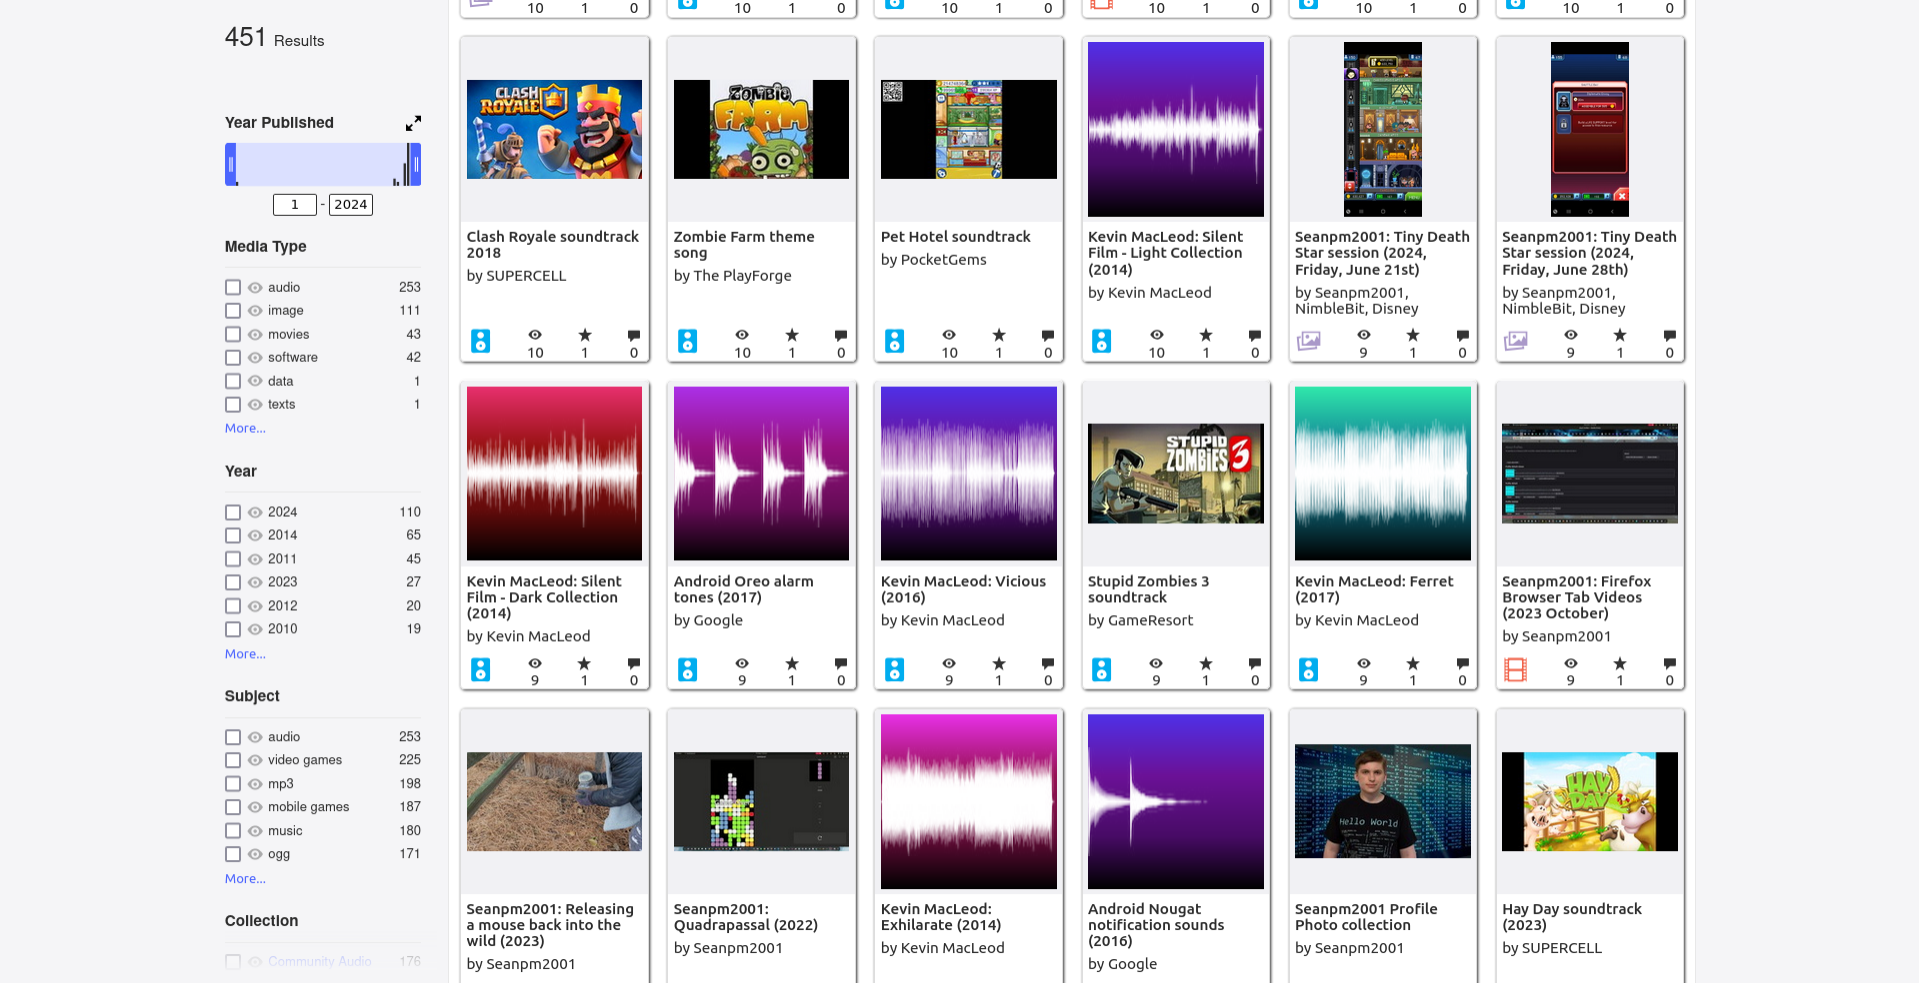 10 1 0
10 1 0
10 1 0
10 1 0
10 1 0
10 1 0
451 Results
Year Published
1 - 2024
Media Type
audio 253
image 111
movies 43
software 42
data 1
texts 1
More...
Year
2024 110
2014 65
2011 45
2023 27
2012 20
2010 19
More...
Subject
audio 253
video games 225
mp3 198
mobile games 187
music 180
ogg 171
More...
Collection
Community Audio 176
CLASH
ROYALE
Clash Royale soundtrack
2018
by SUPERCELL
10 1 0
ZOMBIE
FARM
Zombie Farm theme
song
by The PlayForge
10 1 0
Pet Hotel soundtrack
by PocketGems
10 1 0
Kevin MacLeod: Silent
Film - Light Collection
(2014)
by Kevin MacLeod
10 1 0
Seanpm2001: Tiny Death
Star session (2024,
Friday, June 21st)
by Seanpm2001,
NimbleBit, Disney
9 1 0
Seanpm2001: Tiny Death
Star session (2024,
Friday, June 28th)
by Seanpm2001,
NimbleBit, Disney
9 1 0
Kevin MacLeod: Silent
Film - Dark Collection
(2014)
by Kevin MacLeod
9 1 0
Android Oreo alarm
tones (2017)
by Google
9 1 0
Kevin MacLeod: Vicious
(2016)
by Kevin MacLeod
9 1 0
STUPID
ZOMBIES 3
Stupid Zombies 3
soundtrack
by GameResort
9 1 0
Kevin MacLeod: Ferret
(2017)
by Kevin MacLeod
9 1 0
Seanpm2001: Firefox
Browser Tab Videos
(2023 October)
by Seanpm2001
9 1 0
Seanpm2001: Releasing
a mouse back into the
wild (2023)
by Seanpm2001
Seanpm2001:
Quadrapassal (2022)
by Seanpm2001
Kevin MacLeod:
Exhilarate (2014)
by Kevin MacLeod
Android Nougat
notification sounds
(2016)
by Google
Hello World
Seanpm2001 Profile
Photo collection
by Seanpm2001
HAY
DAY
Hay Day soundtrack
(2023)
by SUPERCELL